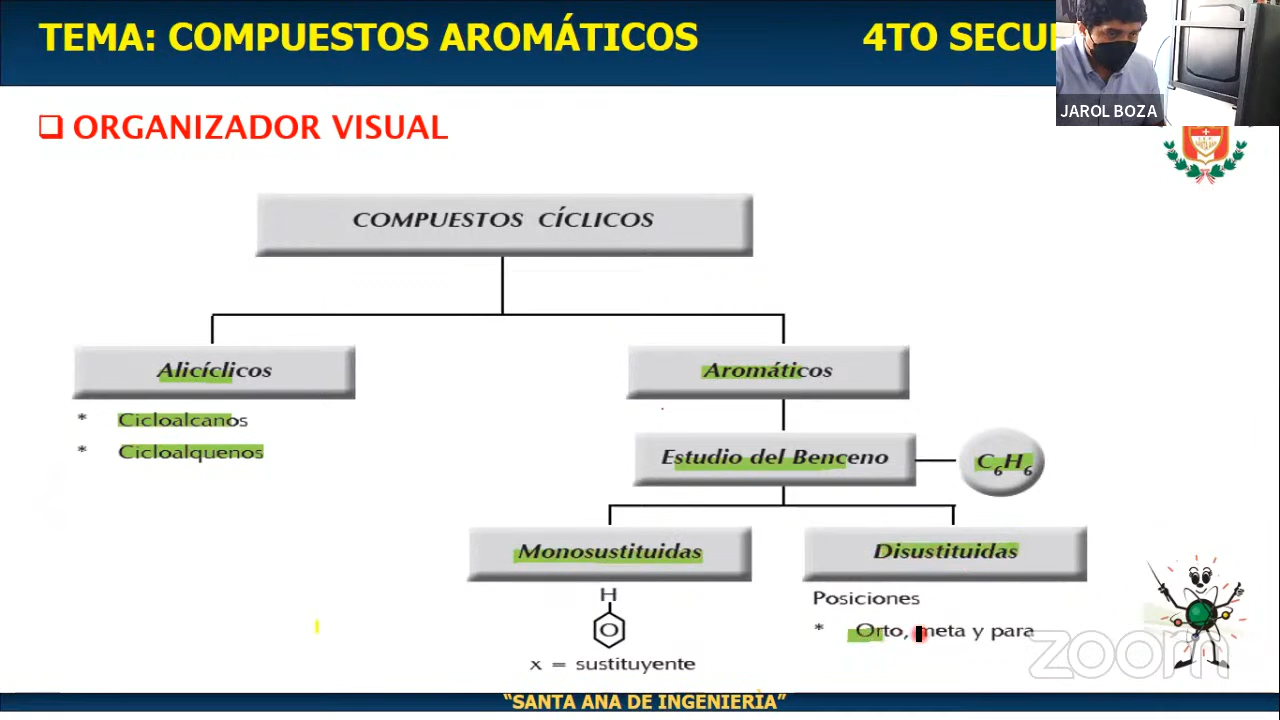 TEMA: COMPUESTOS AROMÁTICOS
4TO SECU
JAROL BOZA
❑ ORGANIZADOR VISUAL
COMPUESTOS CÍCLICOS
Alicíclicos
Aromáticos
* Cicloalcanos
* Cicloalquenos
Estudio del Benceno
C6H6
Monosustituidas
Disustituidas
H
x = sustituyente
Posiciones
* Orto, meta y para
zoom
“SANTA ANA DE INGENIERÌA”